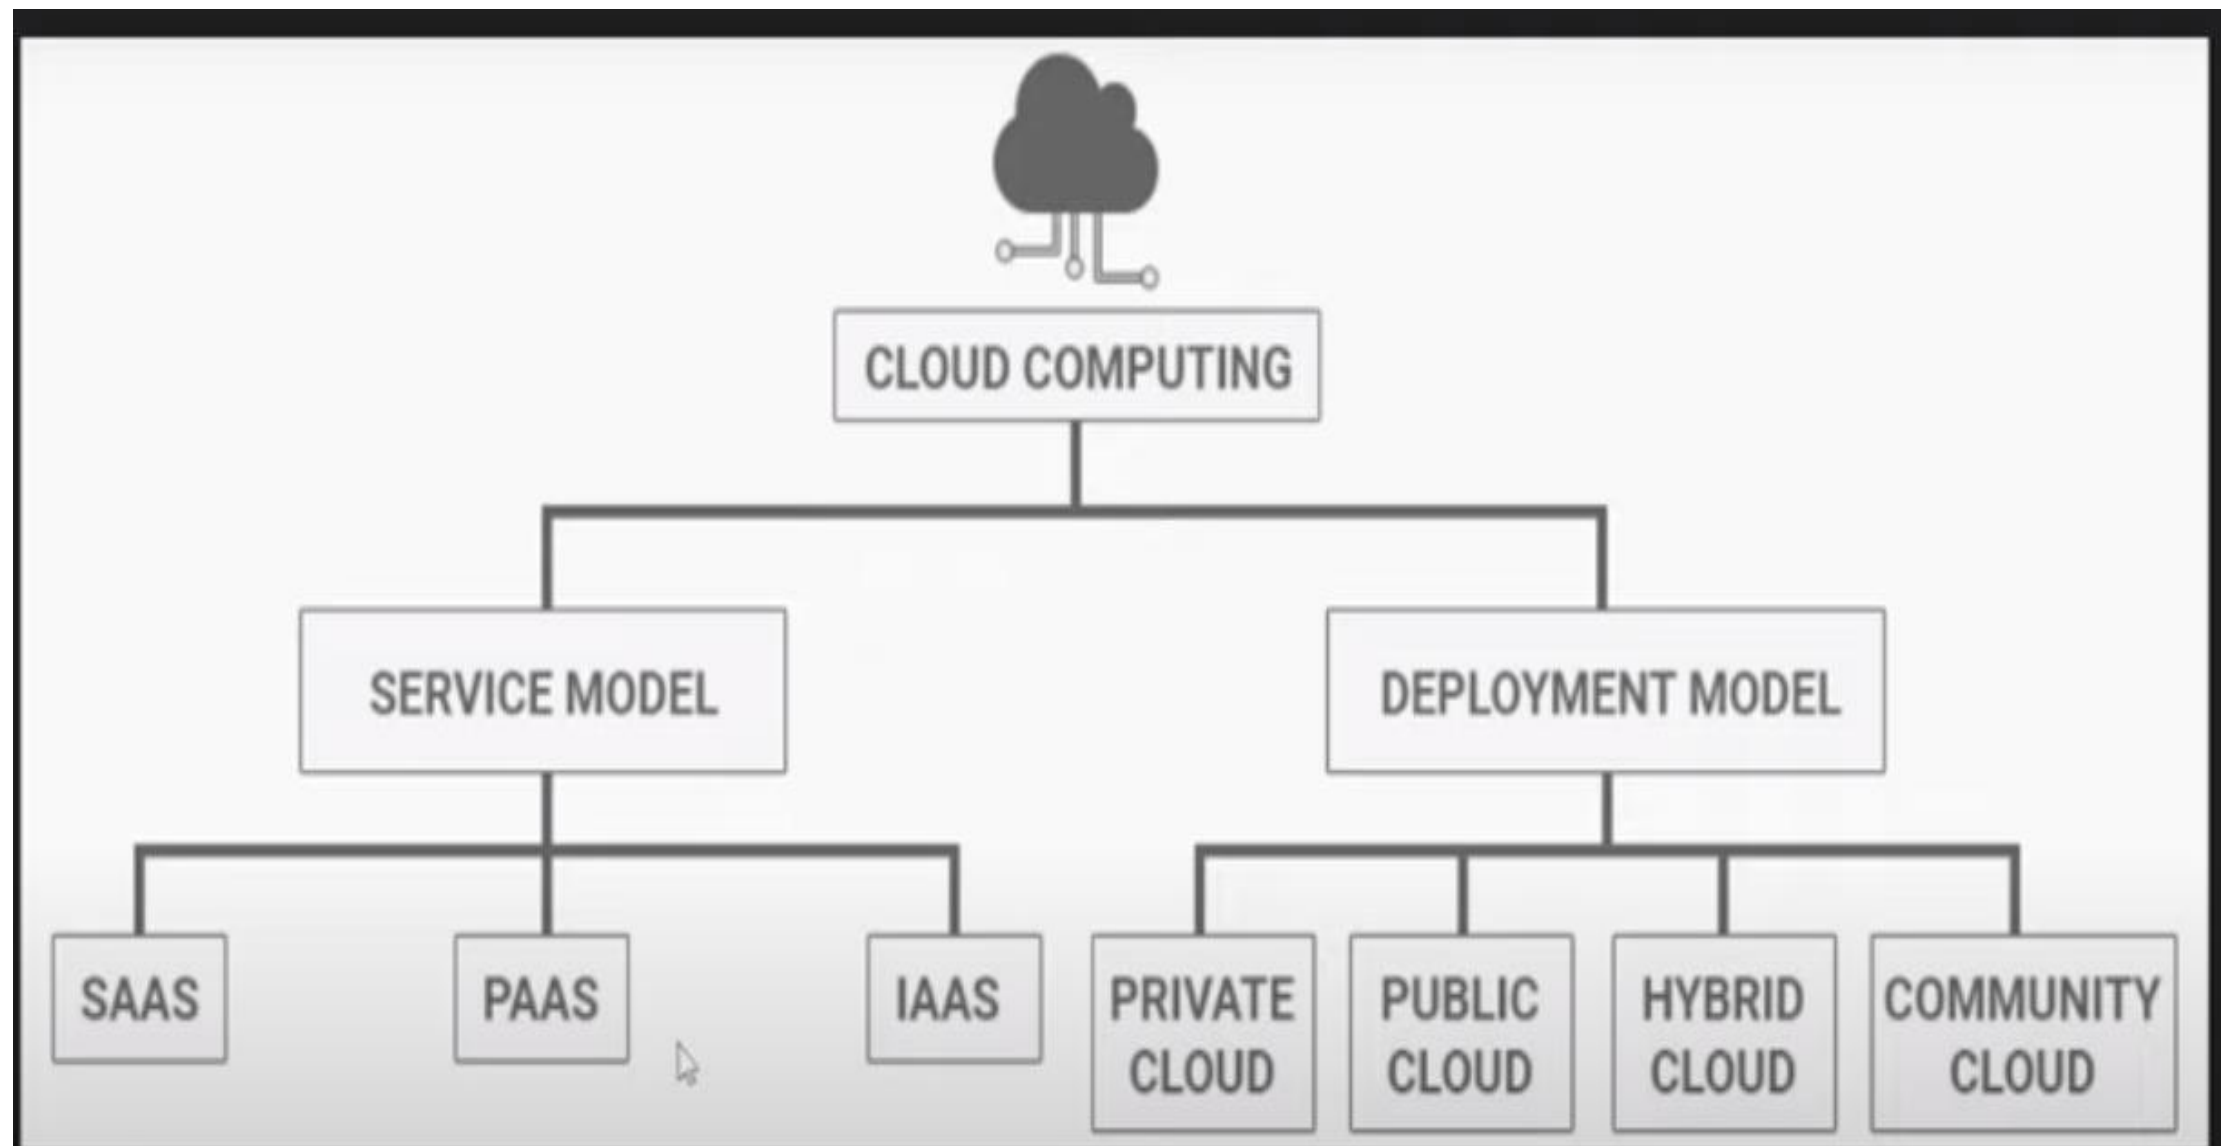 CLOUD COMPUTING
SERVICE MODEL
DEPLOYMENT MODEL
SAAS
PAAS
IAAS
PRIVATE
CLOUD
PUBLIC
CLOUD
HYBRID
CLOUD
COMMUNITY
CLOUD